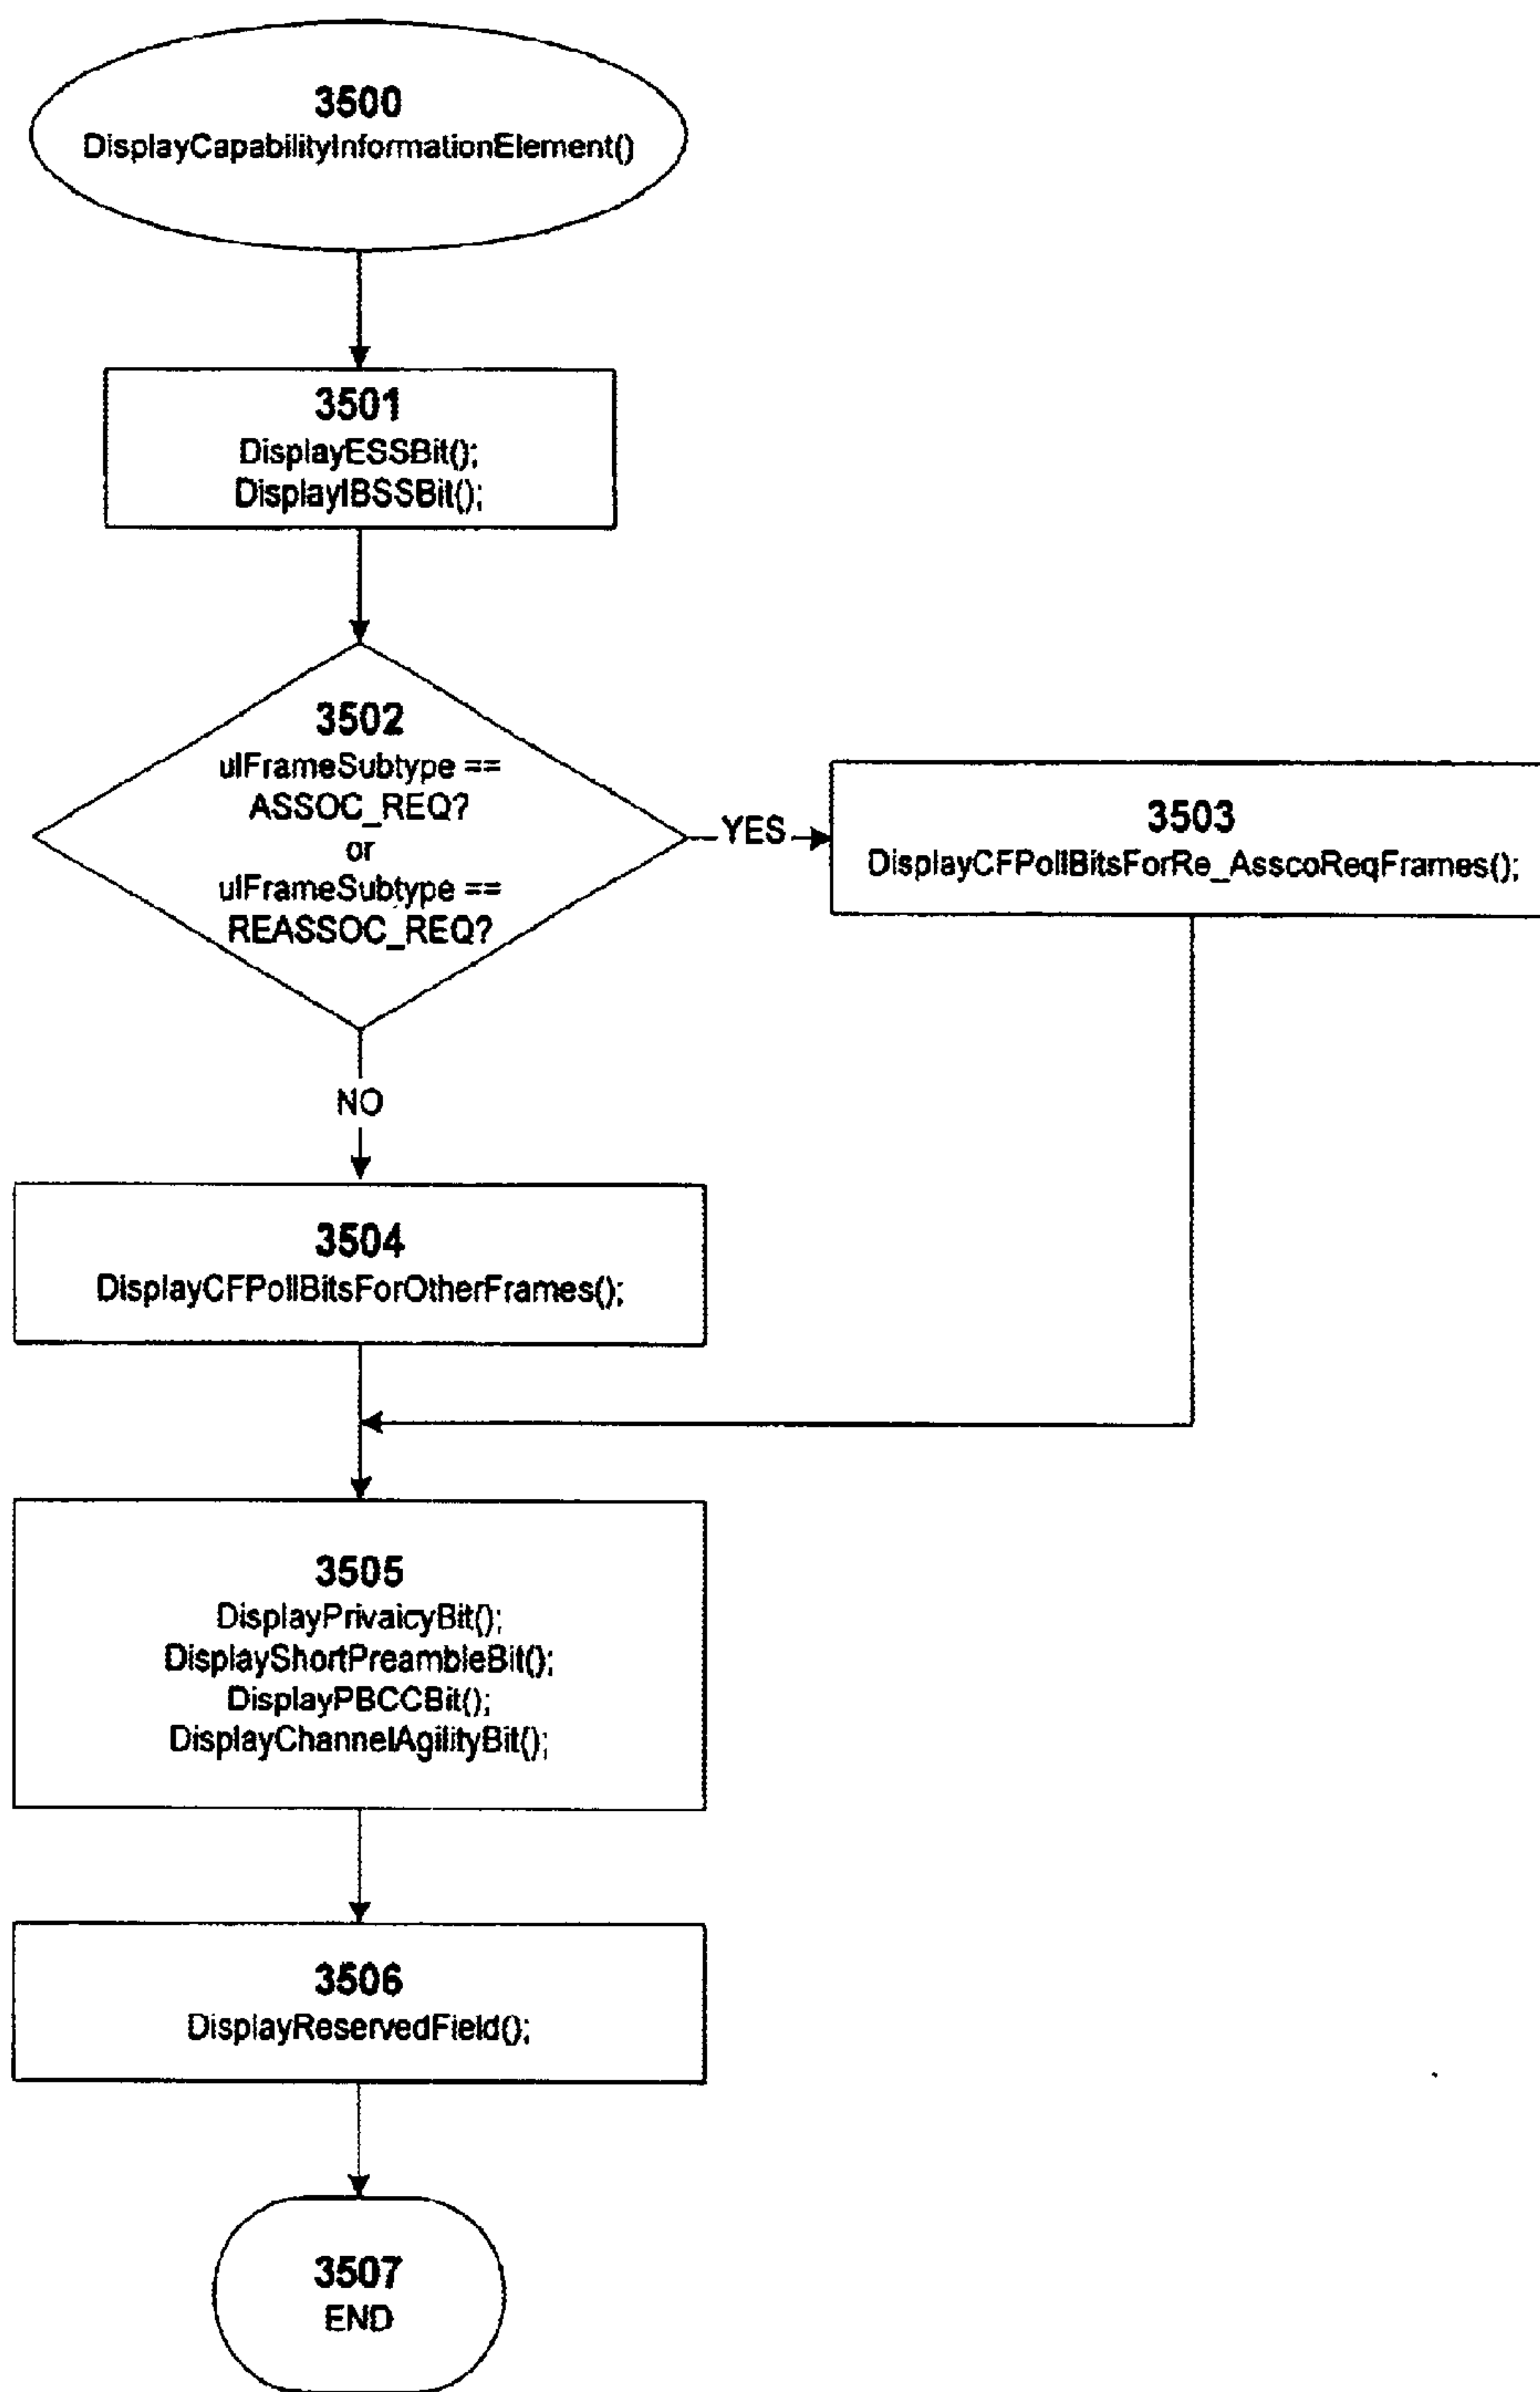 3500
DisplayCapabilityInformationElement()
3501
DisplayESSBit();
DisplayIBSSBit();
3502
ulFrameSubtype ==
ASSOC_REQ?
or
ulFrameSubtype ==
REASSOC_REQ?
YES
3503
DisplayCFPollBitsForRe_AsscoReqFrames();
NO
3504
DisplayCFPollBitsForOtherFrames();
3505
DisplayPrivaicyBit();
DisplayShortPreambleBit();
DisplayPBCCBit();
DisplayChannelAgilityBit();
3506
DisplayReservedField();
3507
END